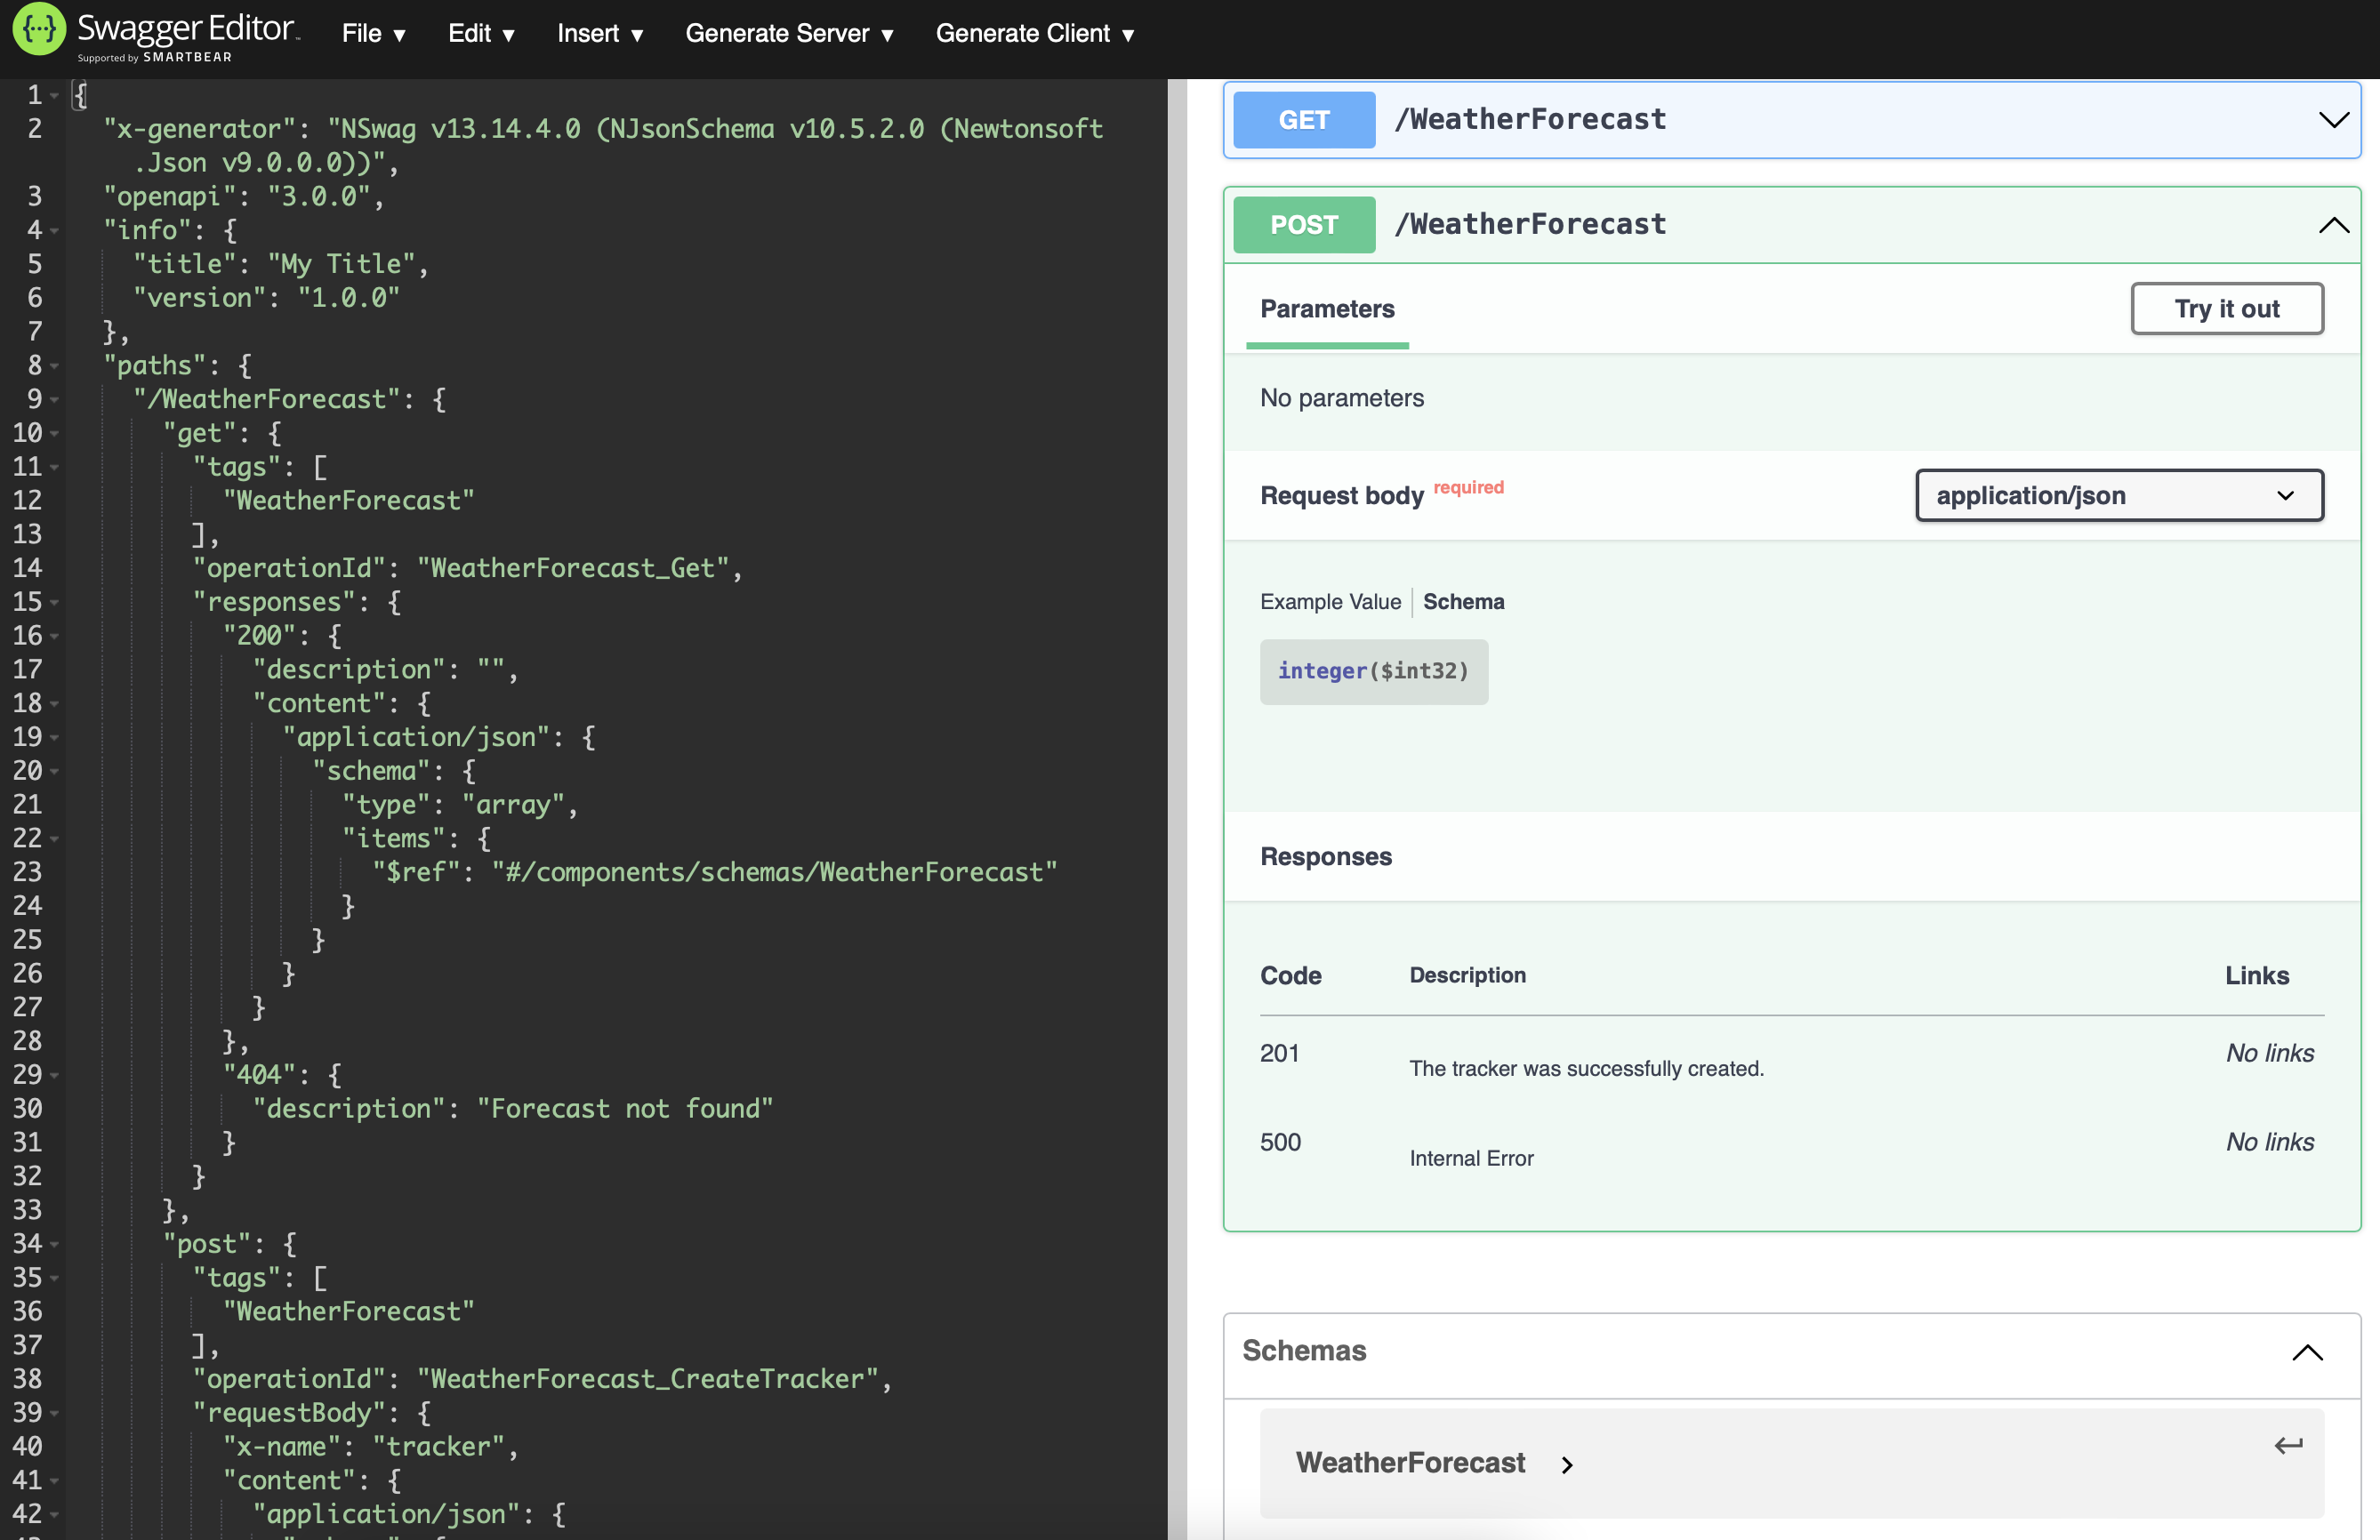 Swagger Editor
Supported by SMARTBEAR
File ▾ Edit ▾ Insert ▾ Generate Server ▾ Generate Client ▾
1 {
2 "x-generator": "NSwag v13.14.4.0 (NJsonSchema v10.5.2.0 (Newtonsoft
.Json v9.0.0.0))",
3 "openapi": "3.0.0",
4 "info": {
5 "title": "My Title",
6 "version": "1.0.0"
7 },
8 "paths": {
9 "/WeatherForecast": {
10 "get": {
11 "tags": [
12 "WeatherForecast"
13 ],
14 "operationId": "WeatherForecast_Get",
15 "responses": {
16 "200": {
17 "description": "",
18 "content": {
19 "application/json": {
20 "schema": {
21 "type": "array",
22 "items": {
23 "$ref": "#/components/schemas/WeatherForecast"
24 }
25 }
26 }
27 }
28 },
29 "404": {
30 "description": "Forecast not found"
31 }
32 }
33 },
34 "post": {
35 "tags": [
36 "WeatherForecast"
37 ],
38 "operationId": "WeatherForecast_CreateTracker",
39 "requestBody": {
40 "x-name": "tracker",
41 "content": {
42 "application/json": {
GET /WeatherForecast
POST /WeatherForecast
Parameters
Try it out
No parameters
Request body required
application/json
Example Value | Schema
integer($int32)
Responses
Code Description Links
201 The tracker was successfully created. No links
500 Internal Error No links
Schemas
WeatherForecast